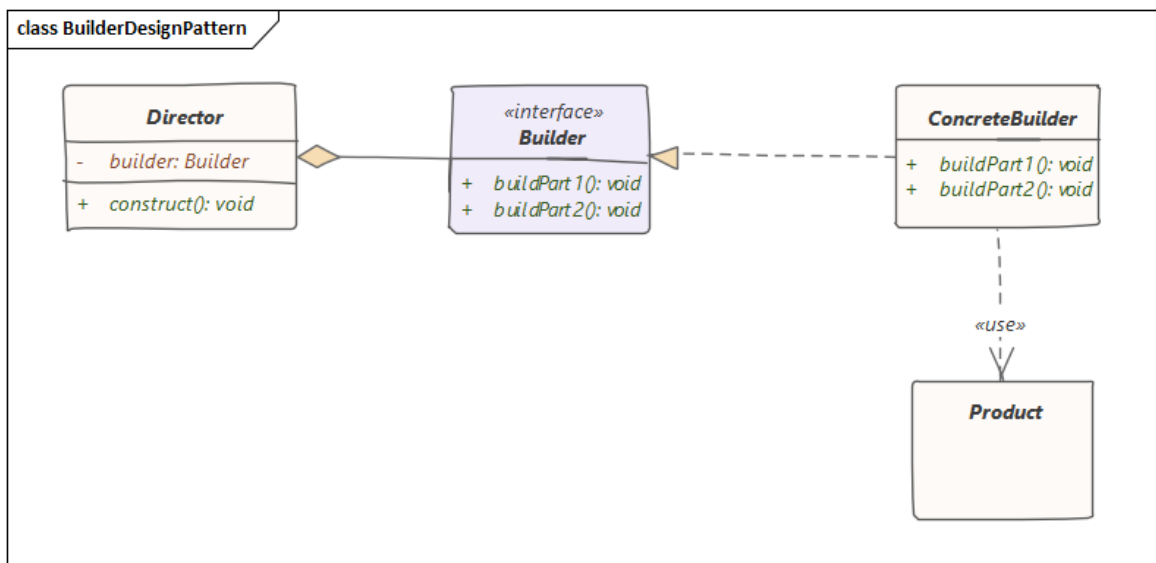 class BuilderDesignPattern
Director
- builder: Builder
+ construct(): void
«interface»
Builder
+ buildPart1(): void
+ buildPart2(): void
ConcreteBuilder
+ buildPart1(): void
+ buildPart2(): void
«use»
Product